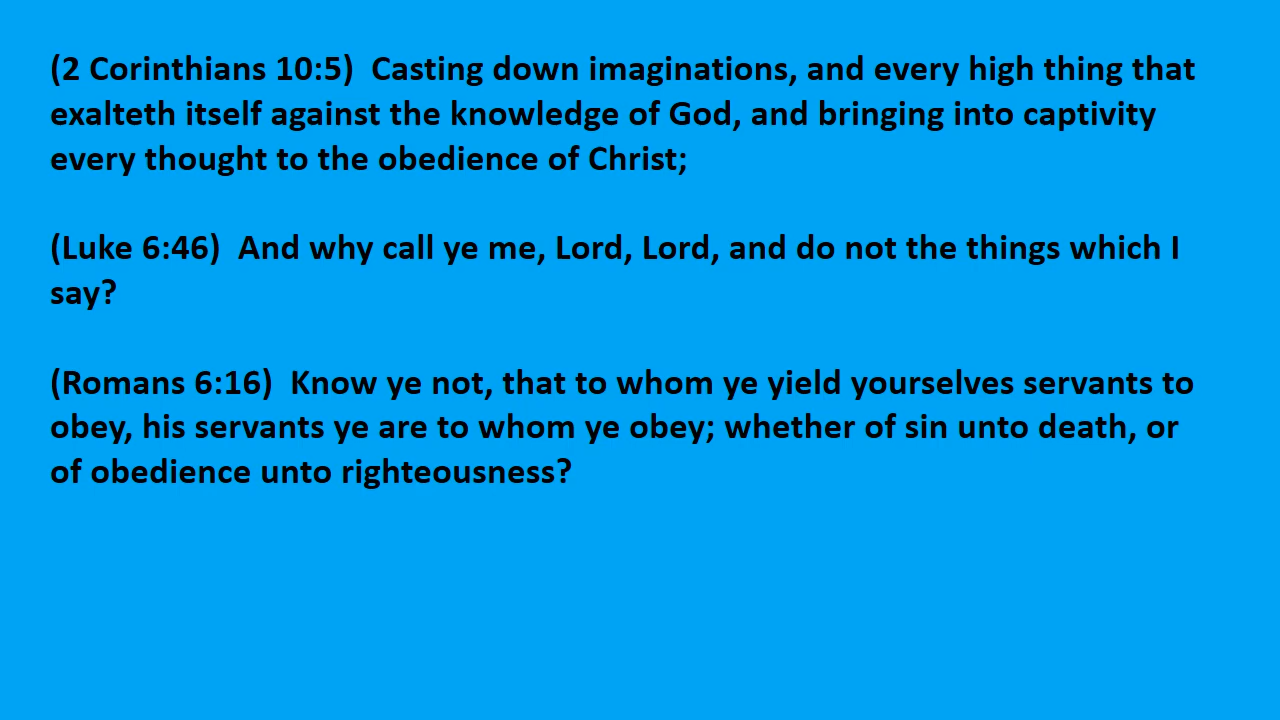 (2 Corinthians 10:5)  Casting down imaginations, and every high thing that
exalteth itself against the knowledge of God, and bringing into captivity
every thought to the obedience of Christ;
(Luke 6:46)  And why call ye me, Lord, Lord, and do not the things which I
say?
(Romans 6:16)  Know ye not, that to whom ye yield yourselves servants to
obey, his servants ye are to whom ye obey; whether of sin unto death, or
of obedience unto righteousness?